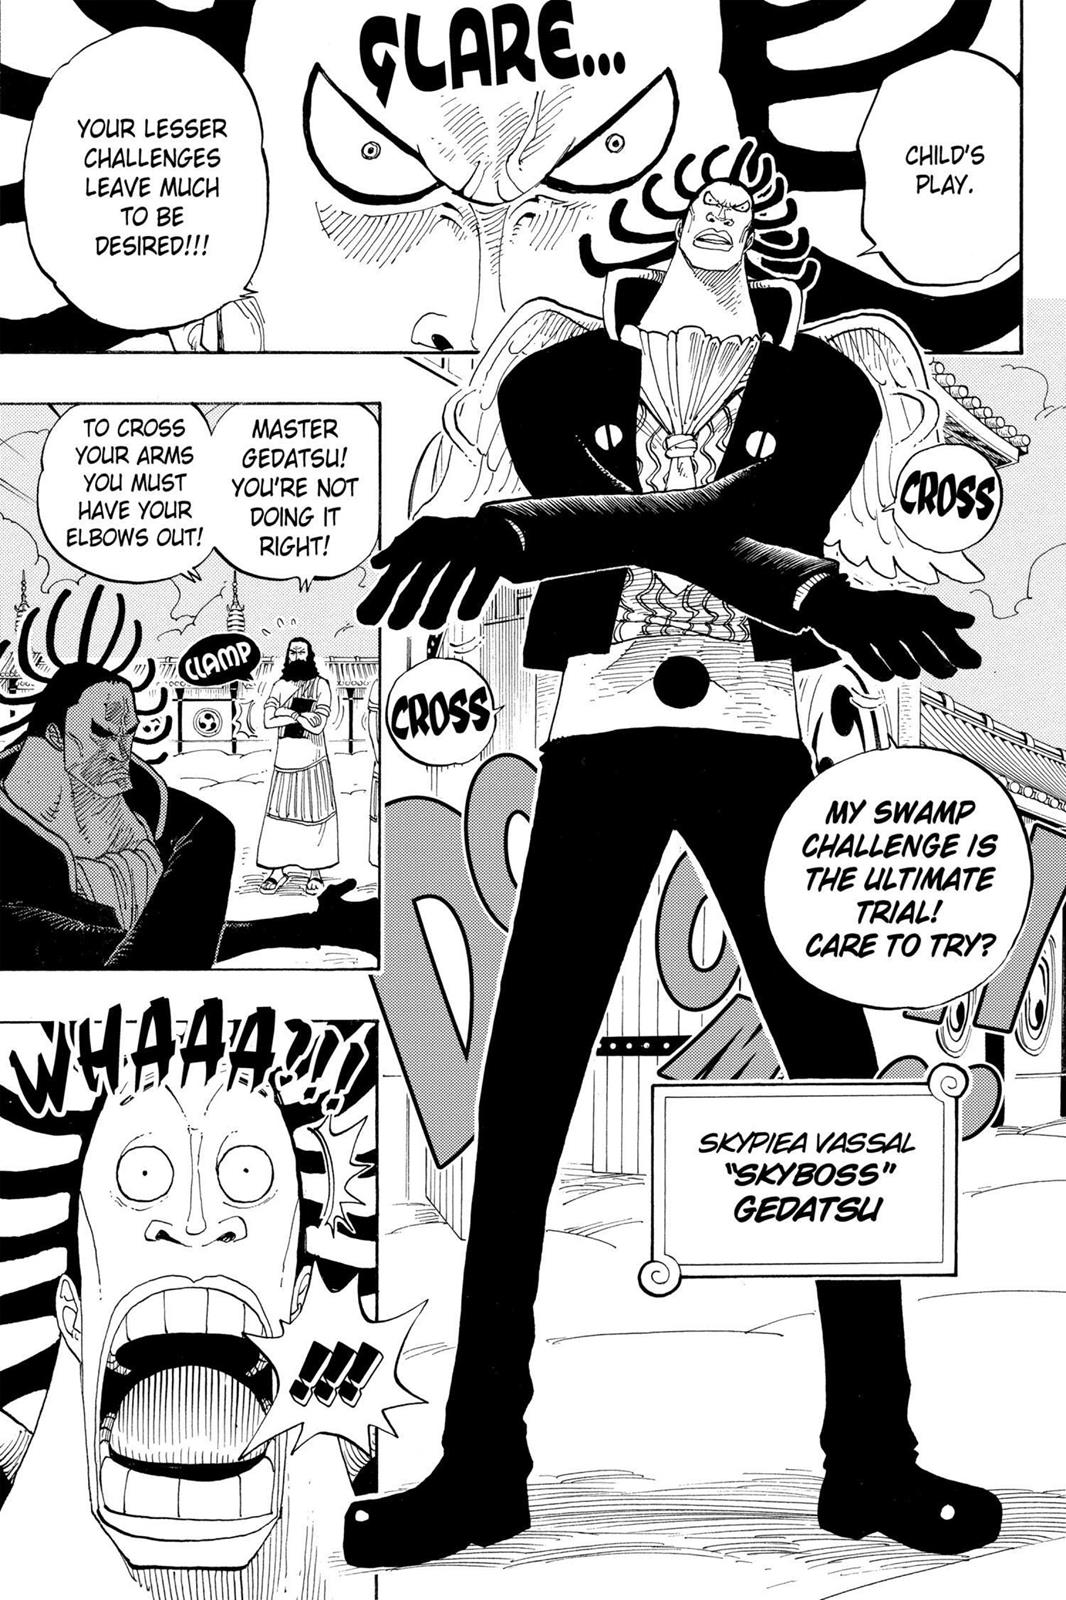 GLARE...
CHILD'S
PLAY.
YOUR LESSER
CHALLENGES
LEAVE MUCH
TO BE
DESIRED!!!
CROSS
CROSS
MY SWAMP
CHALLENGE IS
THE ULTIMATE
TRIAL!
CARE TO TRY?
SKYPIEA VASSAL
"SKYBOSS"
GEDATSU
MASTER
GEDATSU!
YOU'RE NOT
DOING IT
RIGHT!
TO CROSS
YOUR ARMS
YOU MUST
HAVE YOUR
ELBOWS OUT!
CLAMP
WHAAA?!!!
!!!!